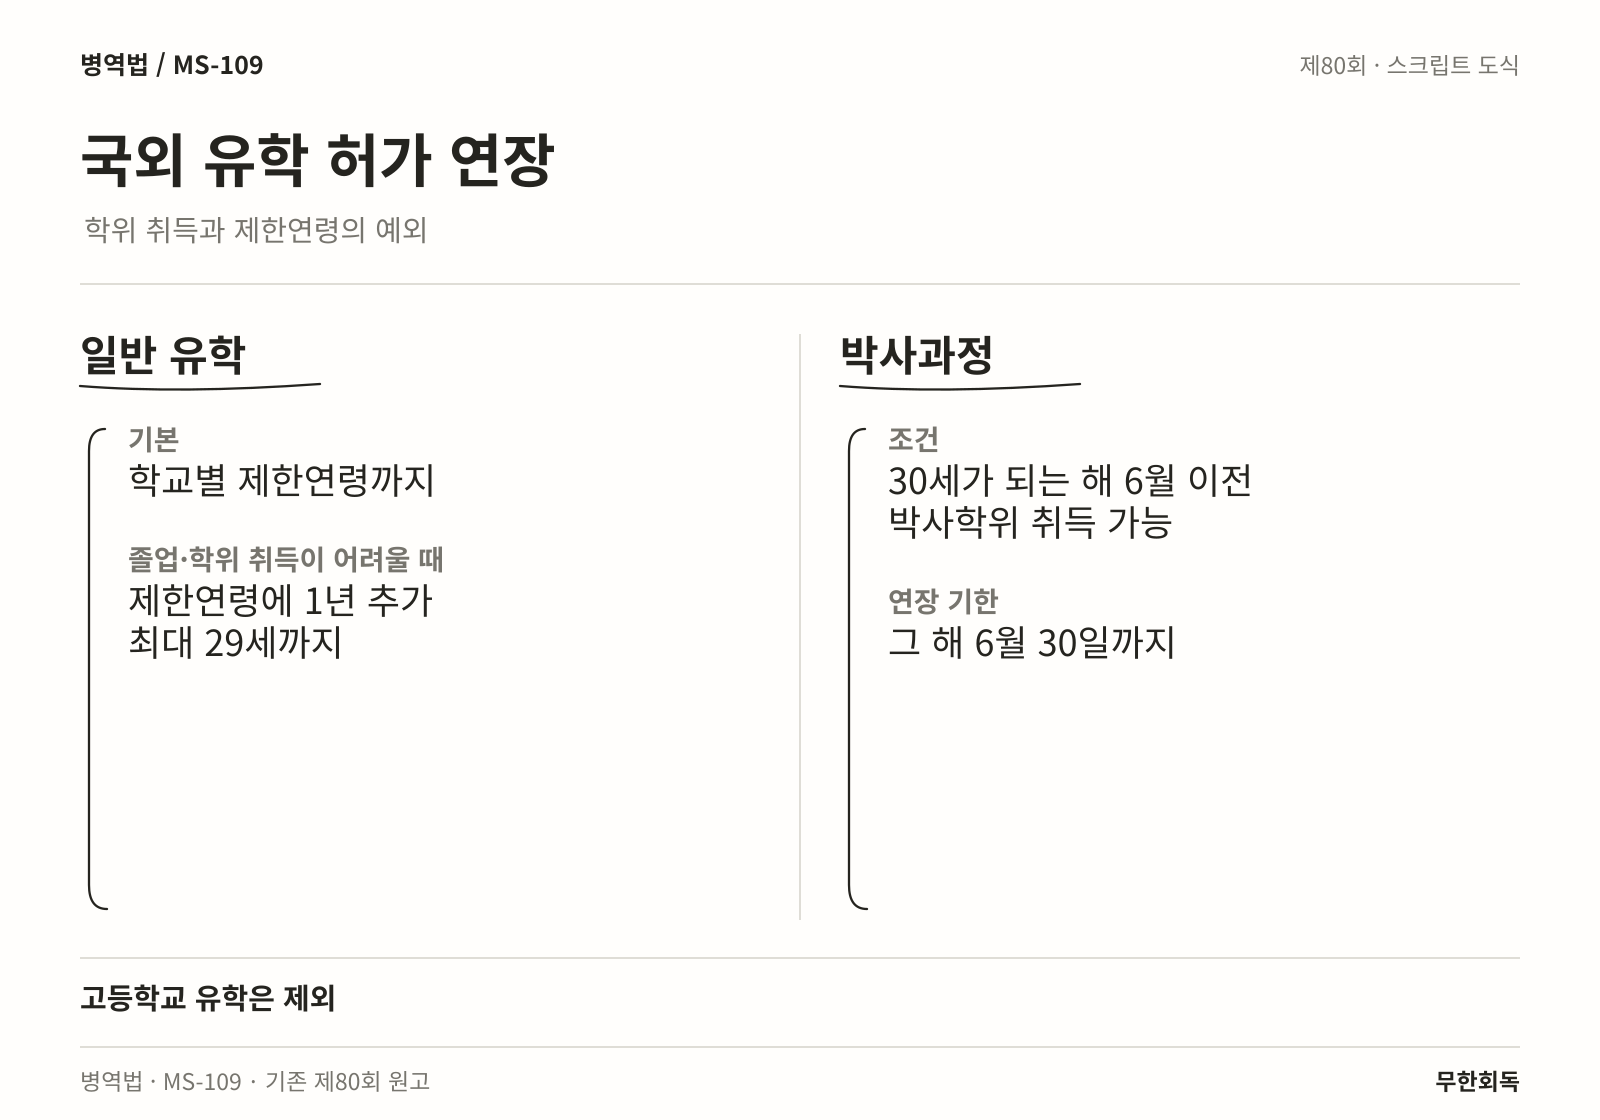 병역법 / MS-109
제80회 · 스크립트 도식
국외 유학 허가 연장
학위 취득과 제한연령의 예외
일반 유학
기본
학교별 제한연령까지
졸업·학위 취득이 어려울 때
제한연령에 1년 추가
최대 29세까지
박사과정
조건
30세가 되는 해 6월 이전
박사학위 취득 가능
연장 기한
그 해 6월 30일까지
고등학교 유학은 제외
병역법 · MS-109 · 기존 제80회 원고
무한회독